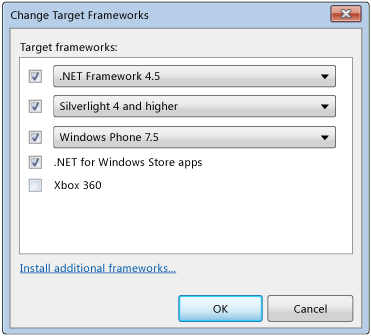 Change Target Frameworks
Target frameworks:
.NET Framework 4.5
Silverlight 4 and higher
Windows Phone 7.5
.NET for Windows Store apps
Xbox 360
Install additional frameworks...
OK
Cancel